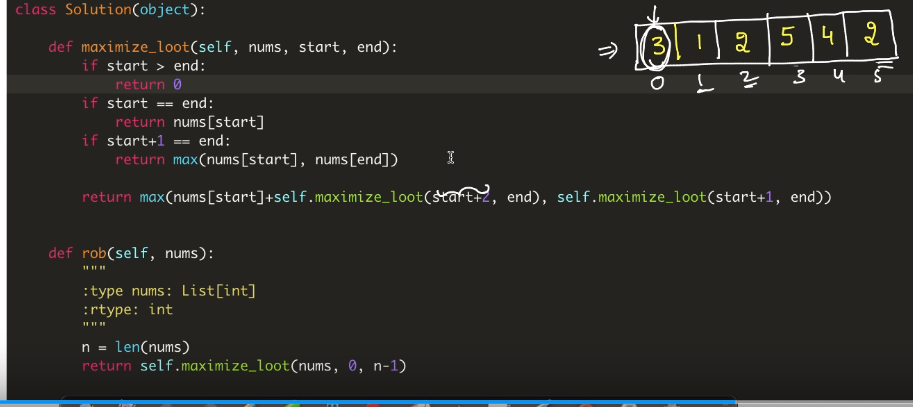 class Solution(object):
def maximize_loot(self, nums, start, end):
if start > end:
return 0
if start == end:
return nums[start]
if start+1 == end:
return max(nums[start], nums[end])
return max(nums[start]+self.maximize_loot(start+2, end), self.maximize_loot(start+1, end))
def rob(self, nums):
"""
:type nums: List[int]
:rtype: int
"""
n = len(nums)
return self.maximize_loot(nums, 0, n-1)
⇒ 3 1 2 5 4 2
0 1 2 3 4 5